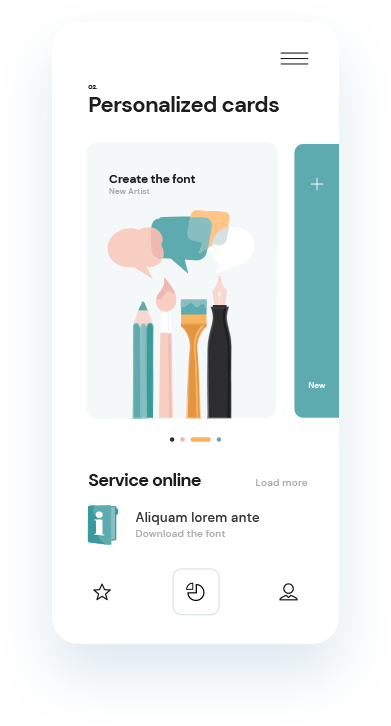 02.
Personalized cards
Create the font
New Artist
New
Service online
Load more
Aliquam lorem ante
Download the font